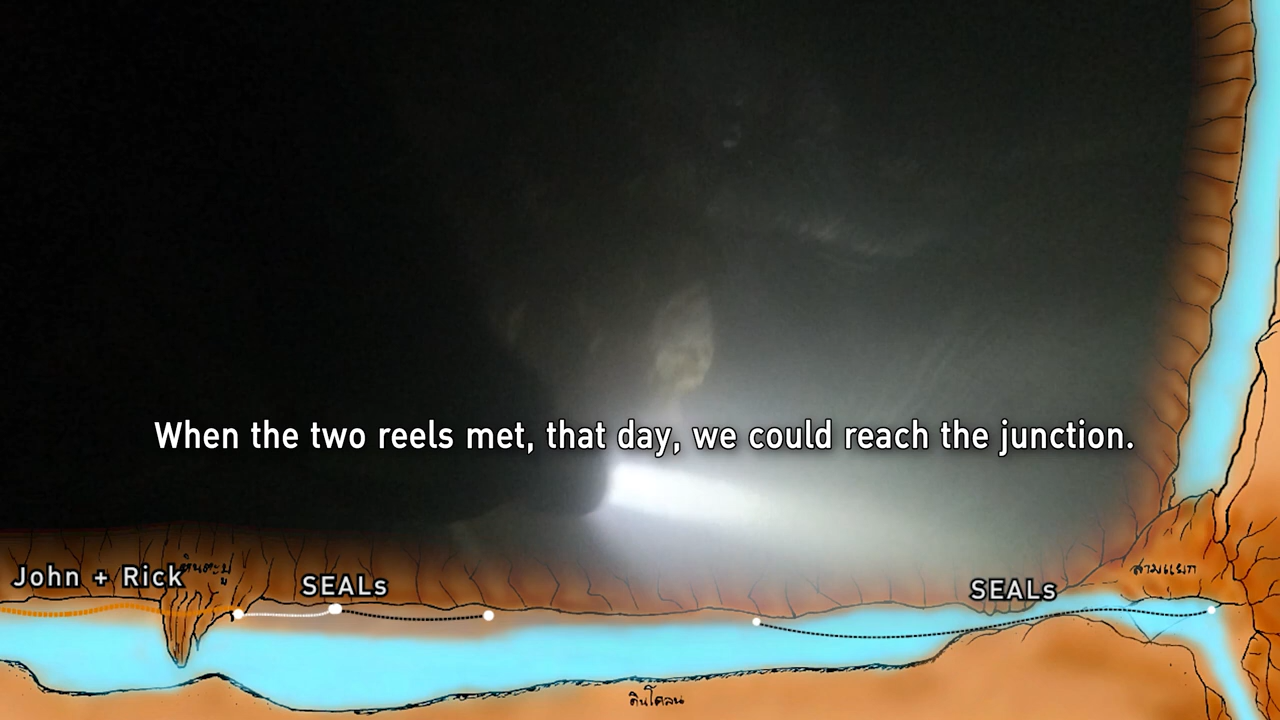 When the two reels met, that day, we could reach the junction.
John + Rick
SEALs
SEALs
สามแยก
ดินโคลน